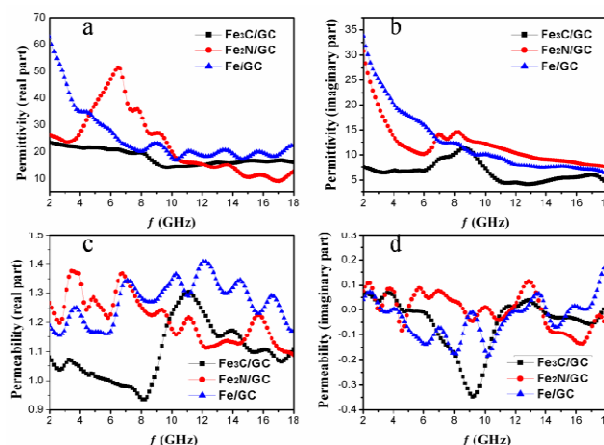 a
Permittivity (real part)
70
60
50
40
30
20
10
Fe₃C/GC
Fe₂N/GC
Fe/GC
2 4 6 8 10 12 14 16 18
f (GHz)
b
Permittivity (imaginary part)
35
30
25
20
15
10
5
Fe₃C/GC
Fe₂N/GC
Fe/GC
2 4 6 8 10 12 14 16 18
f (GHz)
c
Permeability (real part)
1.5
1.4
1.3
1.2
1.1
1.0
0.9
Fe₃C/GC
Fe₂N/GC
Fe/GC
2 4 6 8 10 12 14 16 18
f (GHz)
d
Permeability (imaginary part)
0.4
0.3
0.2
0.1
0.0
-0.1
-0.2
-0.3
-0.4
Fe₃C/GC
Fe₂N/GC
Fe/GC
2 4 6 8 10 12 14 16 18
f (GHz)